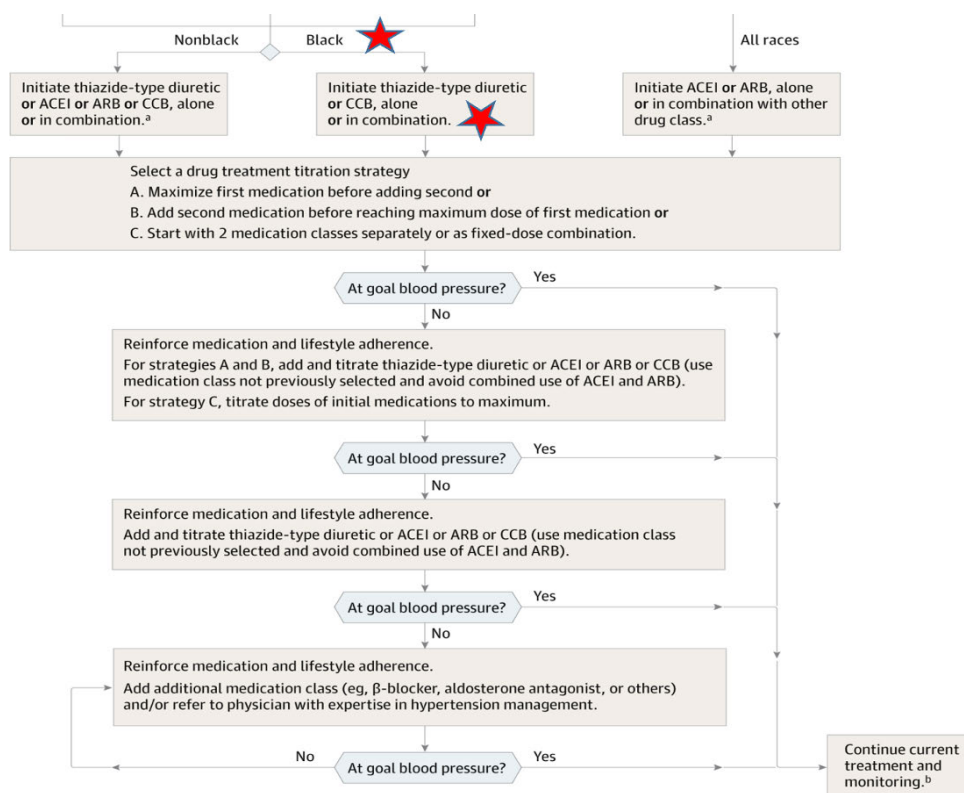 Nonblack
Black
All races
Initiate thiazide-type diuretic
or ACEI or ARB or CCB, alone
or in combination.a
Initiate thiazide-type diuretic
or CCB, alone
or in combination.
Initiate ACEI or ARB, alone
or in combination with other
drug class.a
Select a drug treatment titration strategy
A. Maximize first medication before adding second or
B. Add second medication before reaching maximum dose of first medication or
C. Start with 2 medication classes separately or as fixed-dose combination.
At goal blood pressure?
Yes
No
Reinforce medication and lifestyle adherence.
For strategies A and B, add and titrate thiazide-type diuretic or ACEI or ARB or CCB (use
medication class not previously selected and avoid combined use of ACEI and ARB).
For strategy C, titrate doses of initial medications to maximum.
At goal blood pressure?
Yes
No
Reinforce medication and lifestyle adherence.
Add and titrate thiazide-type diuretic or ACEI or ARB or CCB (use medication class
not previously selected and avoid combined use of ACEI and ARB).
At goal blood pressure?
Yes
No
Reinforce medication and lifestyle adherence.
Add additional medication class (eg, β-blocker, aldosterone antagonist, or others)
and/or refer to physician with expertise in hypertension management.
No
At goal blood pressure?
Yes
Continue current
treatment and
monitoring.b